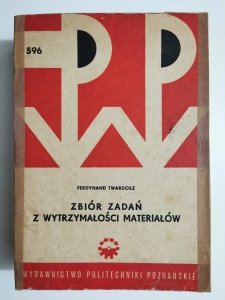 596
FERDYNAND TWARDOSZ
ZBIÓR ZADAŃ
Z WYTRZYMAŁOŚCI MATERIAŁÓW
WYDAWNICTWO POLITECHNIKI POZNAŃSKIEJ